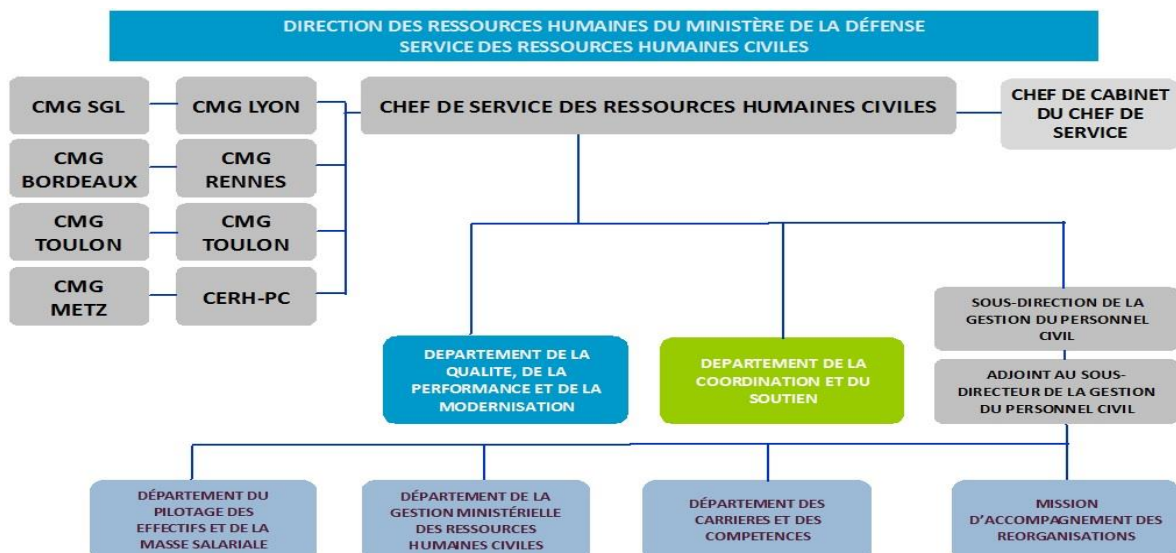 DIRECTION DES RESSOURCES HUMAINES DU MINISTÈRE DE LA DÉFENSE
SERVICE DES RESSOURCES HUMAINES CIVILES
CMG SGL
CMG LYON
CHEF DE SERVICE DES RESSOURCES HUMAINES CIVILES
CHEF DE CABINET
DU CHEF DE
SERVICE
CMG
BORDEAUX
CMG
RENNES
CMG
TOULON
CMG
TOULON
CMG
METZ
CERH-PC
SOUS-DIRECTION DE LA
GESTION DU PERSONNEL
CIVIL
DEPARTEMENT DE LA
QUALITE, DE LA
PERFORMANCE ET DE LA
MODERNISATION
DEPARTEMENT DE LA
COORDINATION ET DU
SOUTIEN
ADJOINT AU SOUS-
DIRECTEUR DE LA GESTION
DU PERSONNEL CIVIL
DÉPARTEMENT DU
PILOTAGE DES
EFFECTIFS ET DE LA
MASSE SALARIALE
DÉPARTEMENT DE LA
GESTION MINISTÉRIELLE
DES RESSOURCES
HUMAINES CIVILES
DÉPARTEMENT DES
CARRIERES ET DES
COMPETENCES
MISSION
D'ACCOMPAGNEMENT DES
REORGANISATIONS